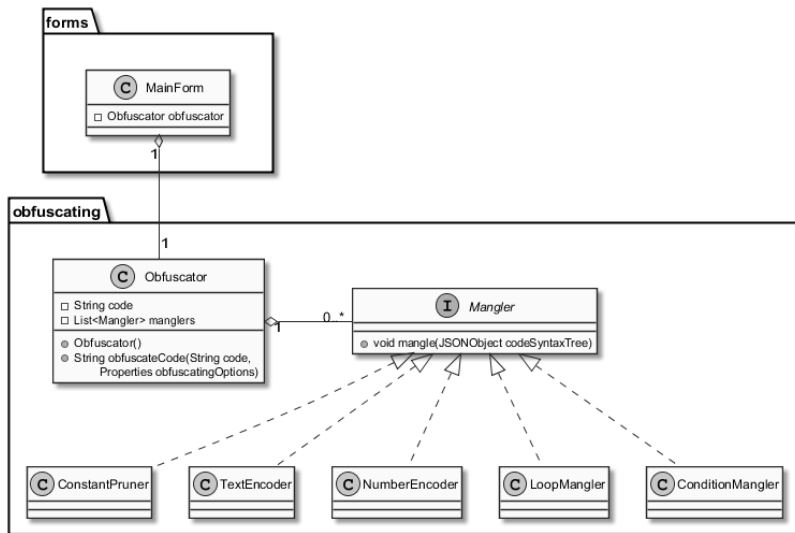 forms
C MainForm
Obfuscator obfuscator
1
1
obfuscating
C Obfuscator
String code
List<Mangler> manglers
Obfuscator()
String obfuscateCode(String code,
Properties obfuscatingOptions)
1
0..*
I Mangler
void mangle(JSONObject codeSyntaxTree)
C ConstantPruner
C TextEncoder
C NumberEncoder
C LoopMangler
C ConditionMangler